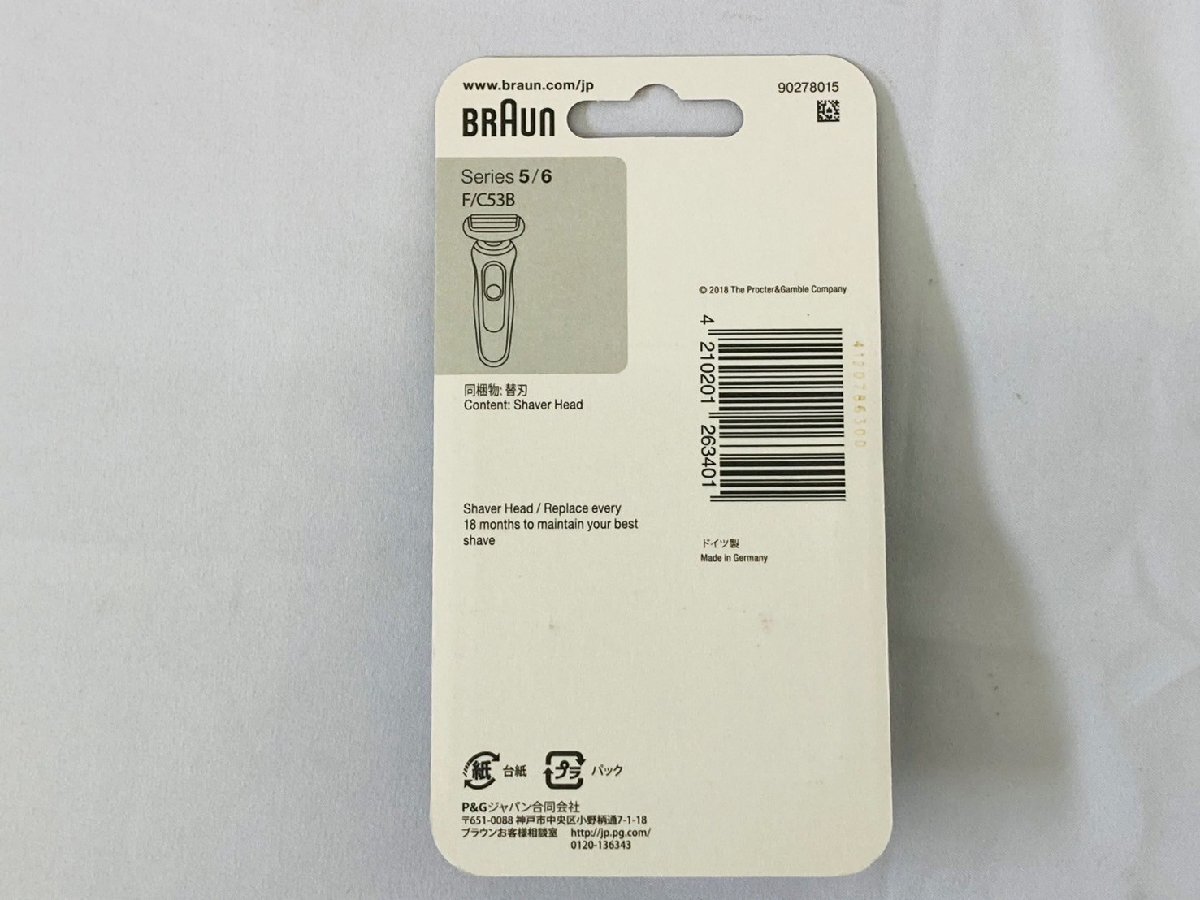 www.braun.com/jp
90278015
BRAUN
Series 5/6
F/C53B
© 2018 The Procter&Gamble Company
4 210201 263401
4120786300
同梱物: 替刃
Content: Shaver Head
Shaver Head / Replace every
18 months to maintain your best
shave
ドイツ製
Made in Germany
紙 台紙 プラ パック
P&Gジャパン合同会社
〒651-0088 神戸市中央区小野柄通7-1-18
ブラウンお客様相談室 http://jp.pg.com/
0120-136343